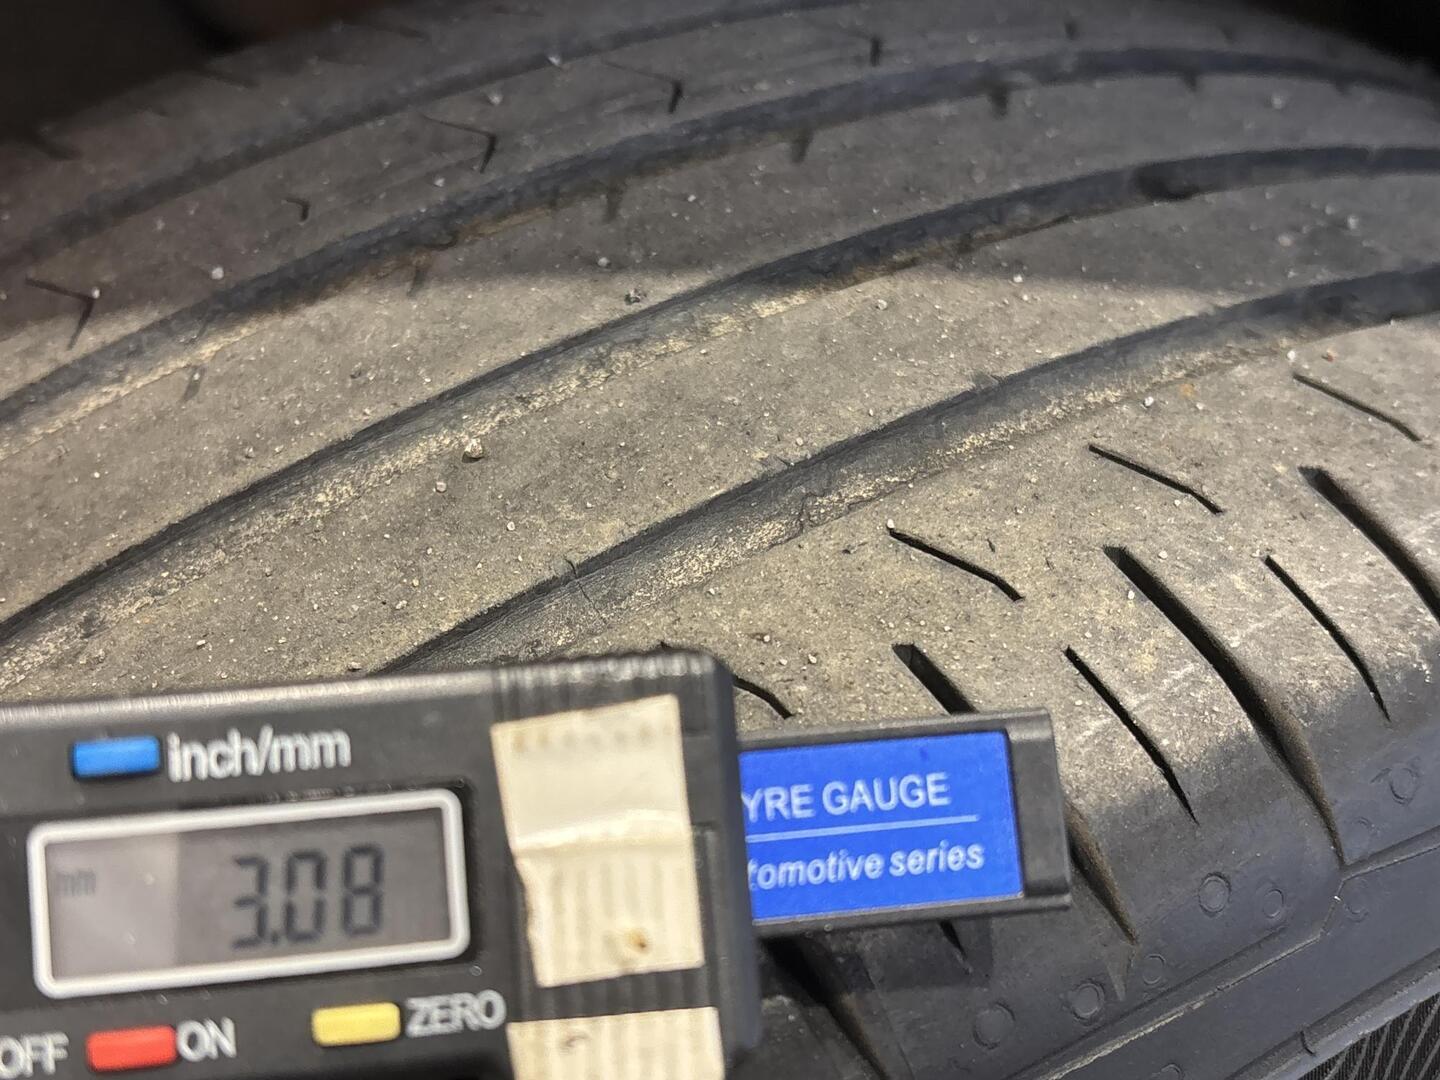 inch/mm
mm
3.08
OFF ON ZERO
YRE GAUGE
tomotive series